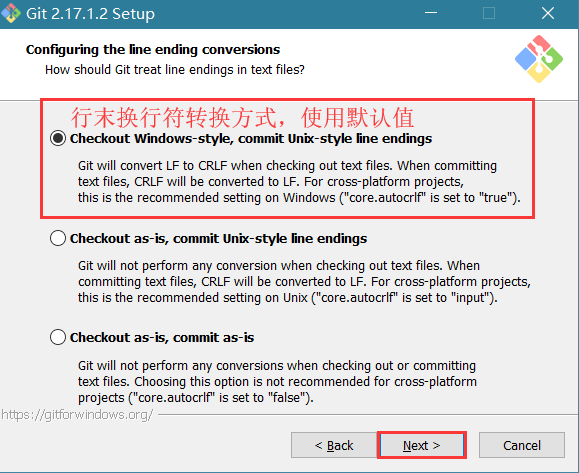 Git 2.17.1.2 Setup
Configuring the line ending conversions
How should Git treat line endings in text files?
行末换行符转换方式，使用默认值
Checkout Windows-style, commit Unix-style line endings
Git will convert LF to CRLF when checking out text files. When committing
text files, CRLF will be converted to LF. For cross-platform projects,
this is the recommended setting on Windows ("core.autocrlf" is set to "true").
Checkout as-is, commit Unix-style line endings
Git will not perform any conversion when checking out text files. When
committing text files, CRLF will be converted to LF. For cross-platform projects,
this is the recommended setting on Unix ("core.autocrlf" is set to "input").
Checkout as-is, commit as-is
Git will not perform any conversions when checking out or committing
text files. Choosing this option is not recommended for cross-platform
projects ("core.autocrlf" is set to "false").
https://gitforwindows.org/
< Back
Next >
Cancel